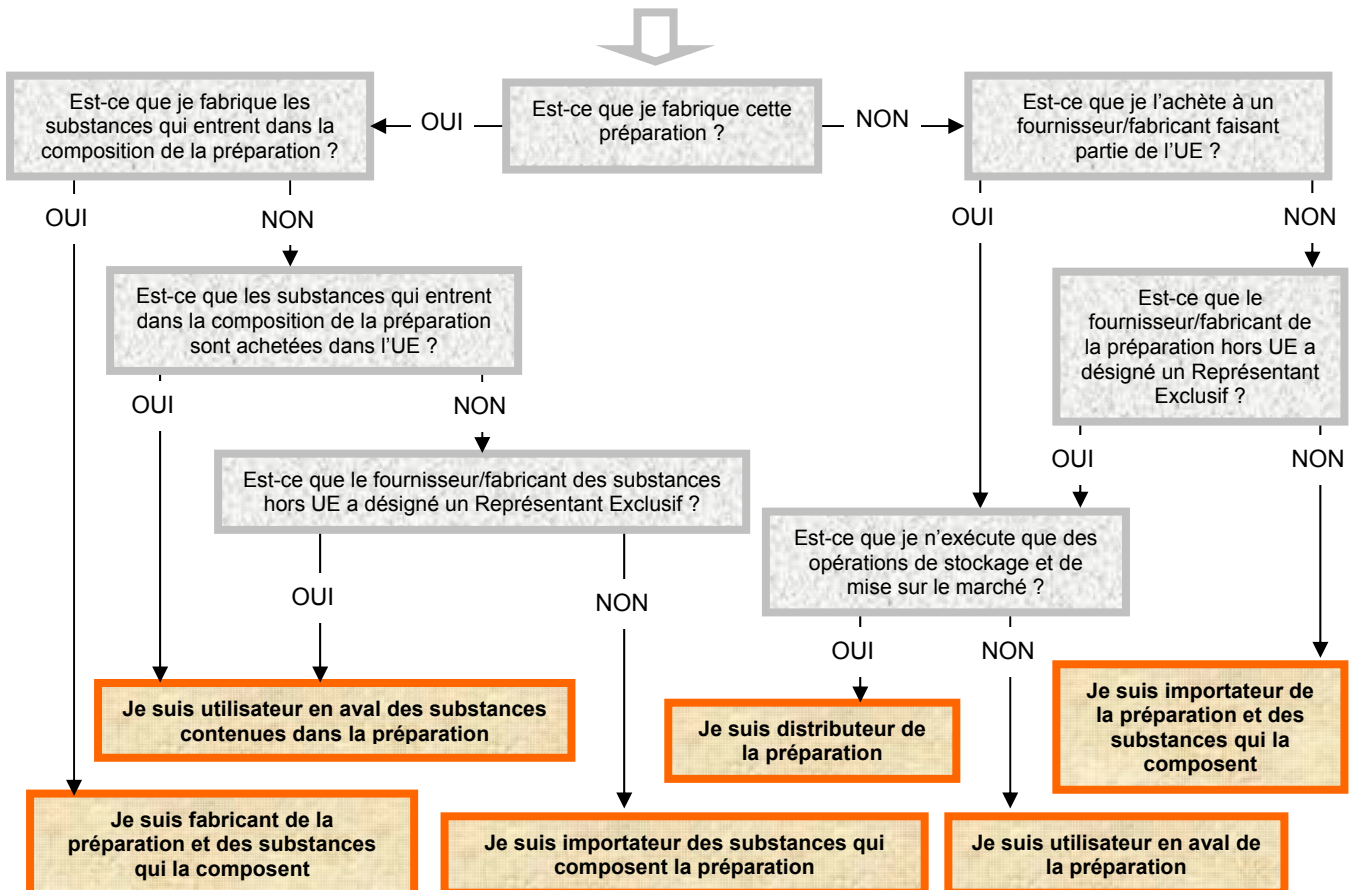 Est-ce que je fabrique les
substances qui entrent dans la
composition de la préparation ?
OUI
Est-ce que je fabrique cette
préparation ?
NON
Est-ce que je l'achète à un
fournisseur/fabricant faisant
partie de l'UE ?
OUI
NON
OUI
NON
Est-ce que les substances qui entrent
dans la composition de la préparation
sont achetées dans l'UE ?
Est-ce que le
fournisseur/fabricant de
la préparation hors UE a
désigné un Représentant
Exclusif ?
OUI
NON
OUI
NON
Est-ce que le fournisseur/fabricant des substances
hors UE a désigné un Représentant Exclusif ?
Est-ce que je n'exécute que des
opérations de stockage et de
mise sur le marché ?
OUI
NON
OUI
NON
Je suis utilisateur en aval des substances
contenues dans la préparation
Je suis distributeur de
la préparation
Je suis importateur de
la préparation et des
substances qui la
composent
Je suis fabricant de la
préparation et des substances
qui la composent
Je suis importateur des substances qui
composent la préparation
Je suis utilisateur en aval de
la préparation